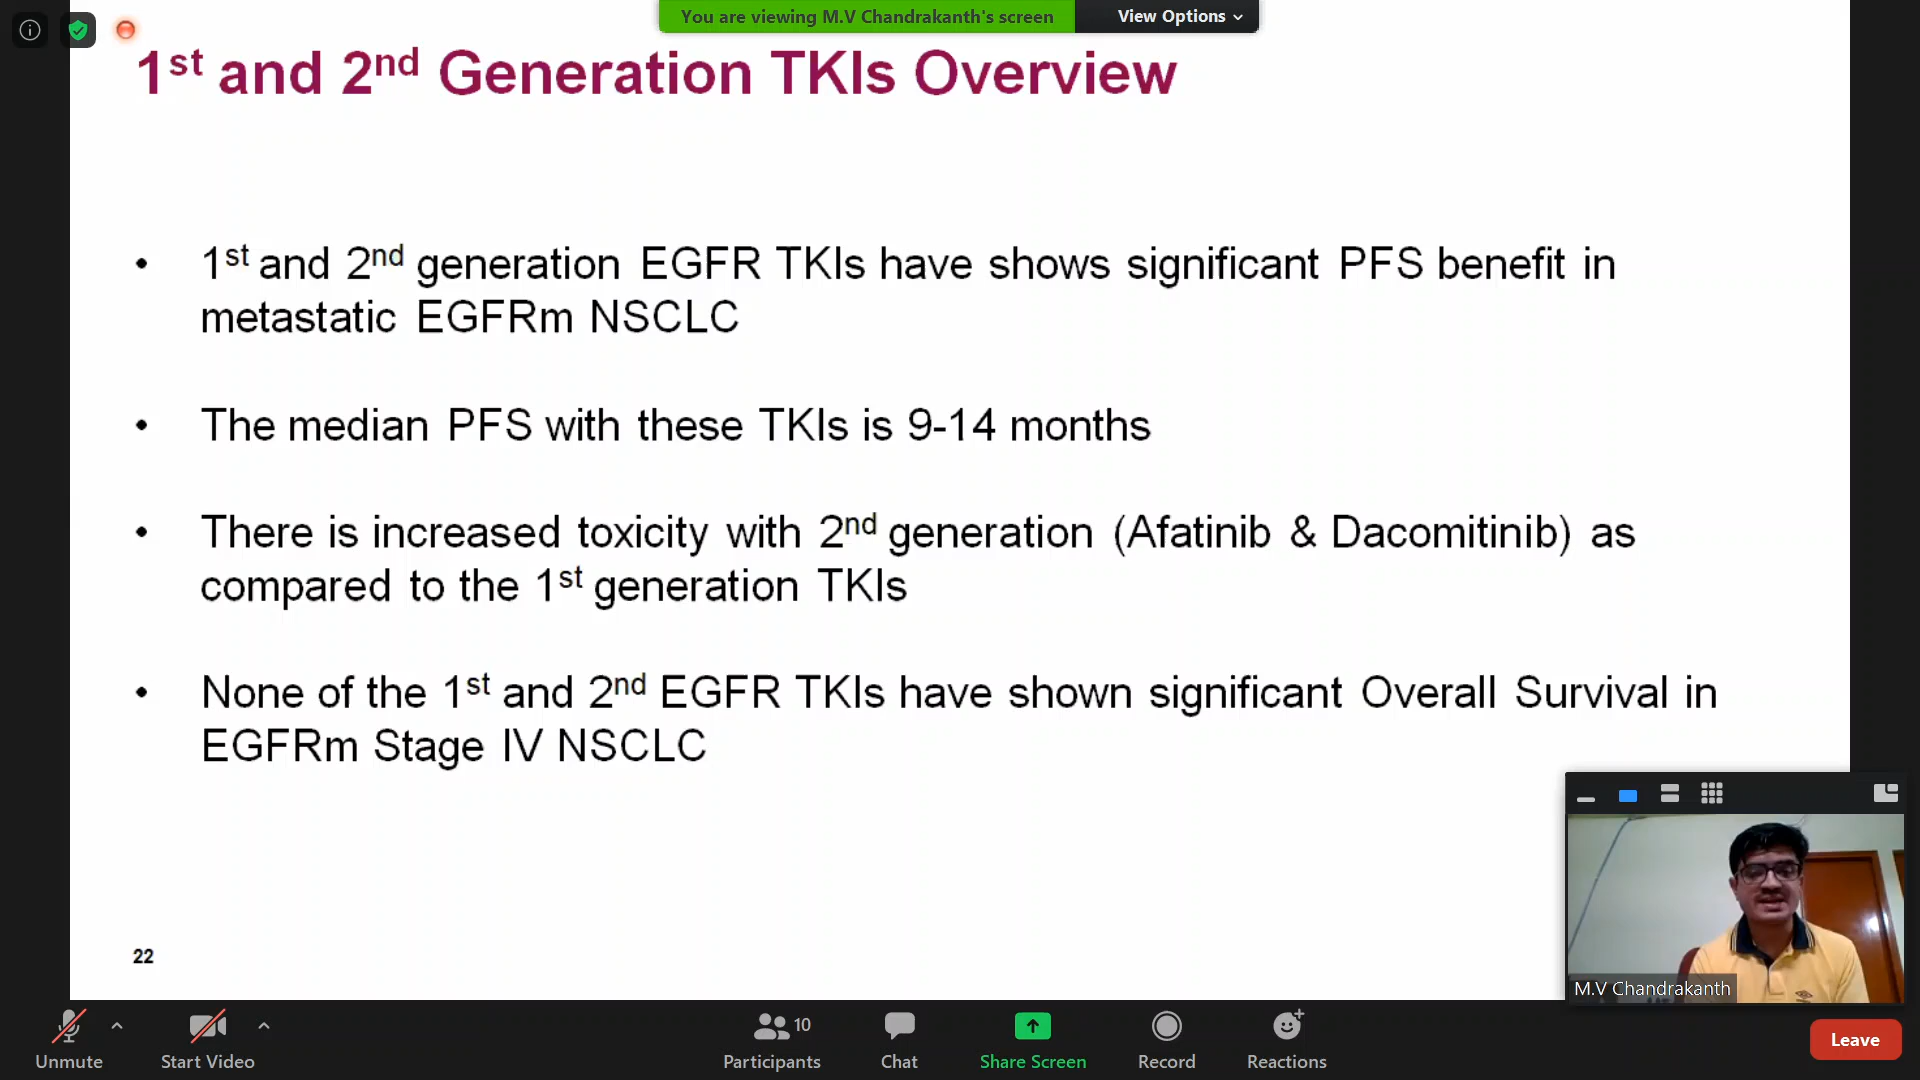 You are viewing M.V Chandrakanth's screen View Options
1st and 2nd Generation TKIs Overview
• 1st and 2nd generation EGFR TKIs have shows significant PFS benefit in
metastatic EGFRm NSCLC
• The median PFS with these TKIs is 9-14 months
• There is increased toxicity with 2nd generation (Afatinib & Dacomitinib) as
compared to the 1st generation TKIs
• None of the 1st and 2nd EGFR TKIs have shown significant Overall Survival in
EGFRm Stage IV NSCLC
22
M.V Chandrakanth
10
Unmute Start Video Participants Chat Share Screen Record Reactions Leave